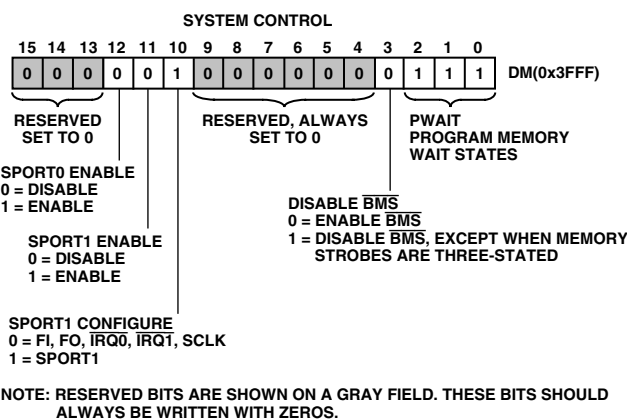 SYSTEM CONTROL
15 14 13 12 11 10 9 8 7 6 5 4 3 2 1 0
0 0 0 0 0 1 0 0 0 0 0 0 0 1 1 1 DM(0x3FFF)
RESERVED
SET TO 0
RESERVED, ALWAYS
SET TO 0
PWAIT
PROGRAM MEMORY
WAIT STATES
SPORT0 ENABLE
0 = DISABLE
1 = ENABLE
DISABLE BMS
0 = ENABLE BMS
1 = DISABLE BMS, EXCEPT WHEN MEMORY
STROBES ARE THREE-STATED
SPORT1 ENABLE
0 = DISABLE
1 = ENABLE
SPORT1 CONFIGURE
0 = FI, FO, IRQ0, IRQ1, SCLK
1 = SPORT1
NOTE: RESERVED BITS ARE SHOWN ON A GRAY FIELD. THESE BITS SHOULD
ALWAYS BE WRITTEN WITH ZEROS.